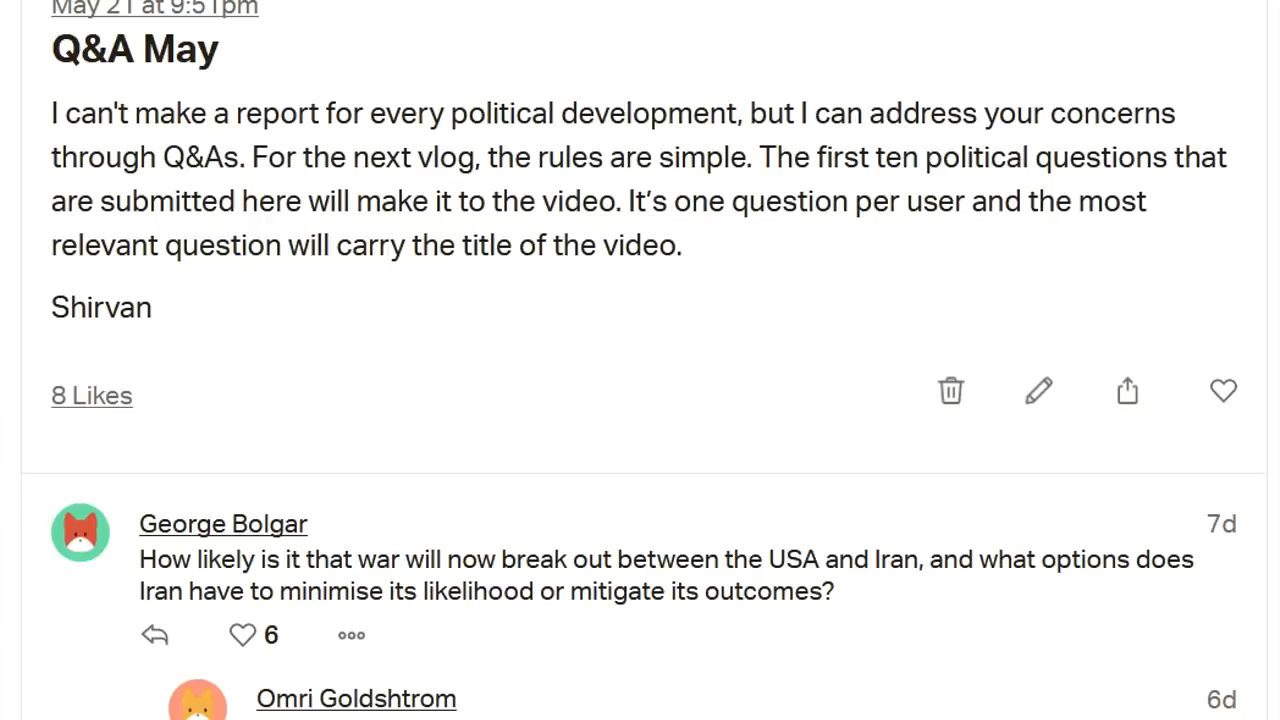 May 21 at 9:51pm
Q&A May
I can't make a report for every political development, but I can address your concerns
through Q&As. For the next vlog, the rules are simple. The first ten political questions that
are submitted here will make it to the video. It’s one question per user and the most
relevant question will carry the title of the video.
Shirvan
8 Likes
George Bolgar
7d
How likely is it that war will now break out between the USA and Iran, and what options does
Iran have to minimise its likelihood or mitigate its outcomes?
6
Omri Goldshtrom
6d